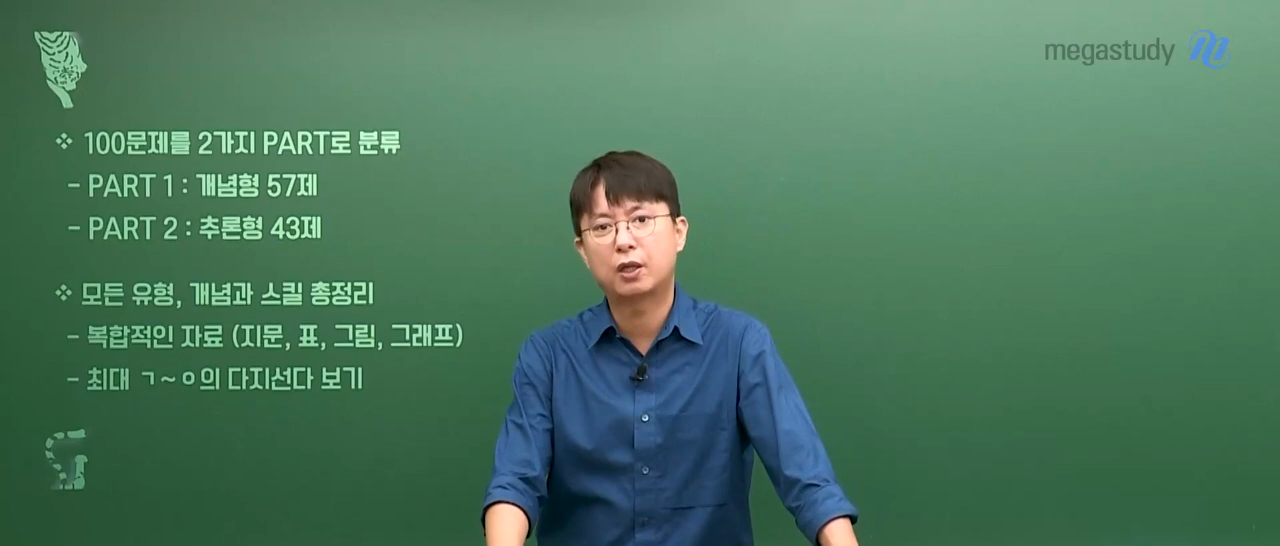 megastudy
❖ 100문제를 2가지 PART로 분류
- PART 1 : 개념형 57제
- PART 2 : 추론형 43제
❖ 모든 유형, 개념과 스킬 총정리
- 복합적인 자료 (지문, 표, 그림, 그래프)
- 최대 ㄱ~ㅇ의 다지선다 보기